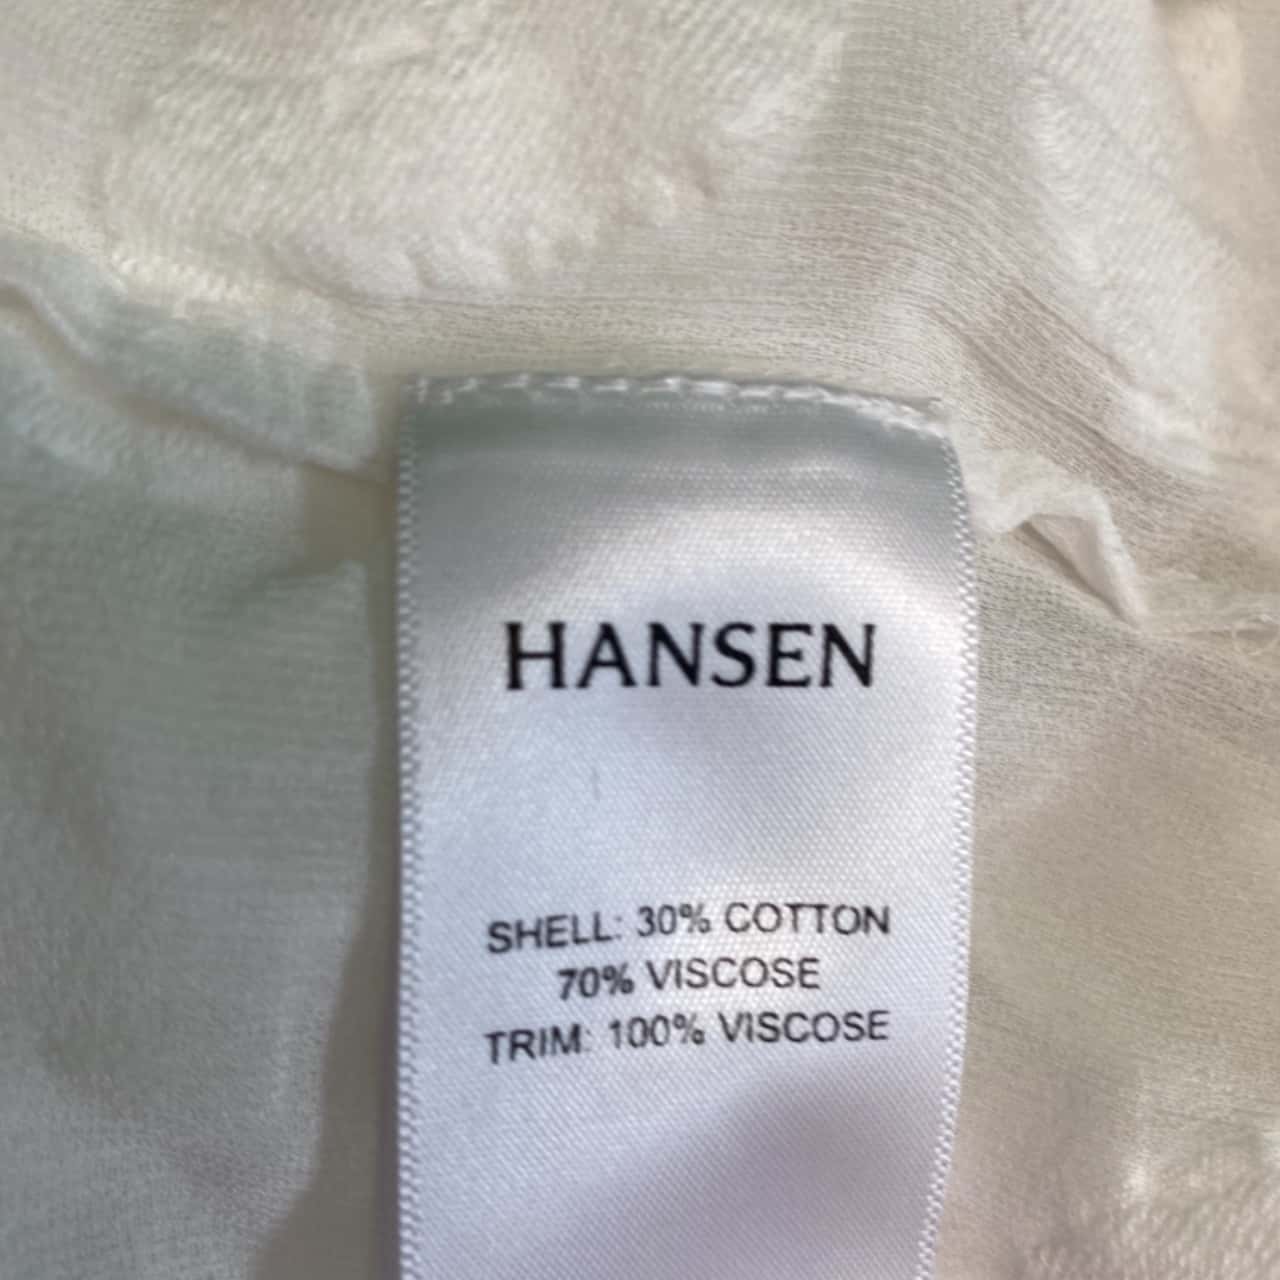 HANSEN
SHELL: 30% COTTON
70% VISCOSE
TRIM: 100% VISCOSE